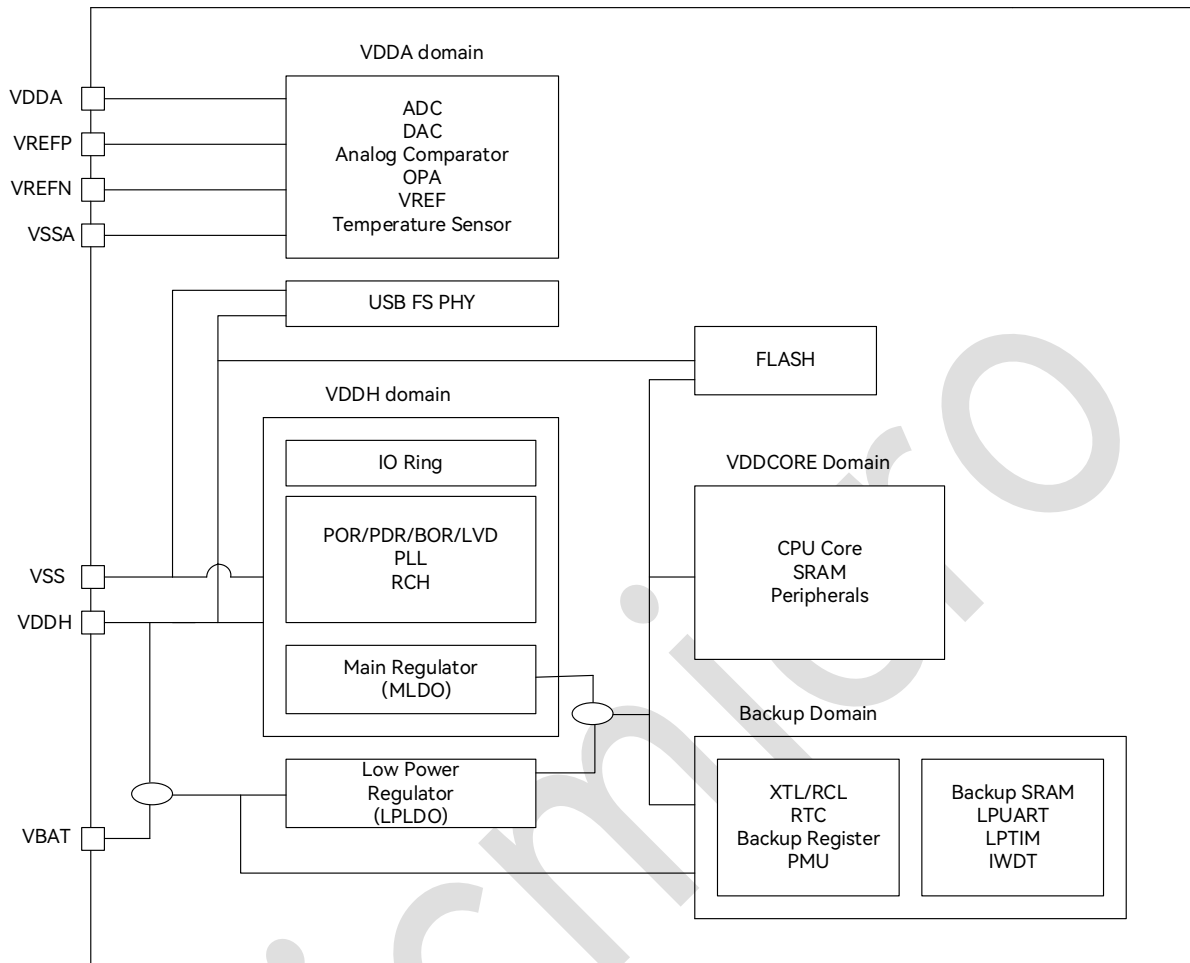 VDDA domain
VDDA
VREFP
VREFN
VSSA
ADC
DAC
Analog Comparator
OPA
VREF
Temperature Sensor
USB FS PHY
FLASH
VDDH domain
IO Ring
POR/PDR/BOR/LVD
PLL
RCH
VSS
VDDH
Main Regulator
(MLDO)
VDDCORE Domain
CPU Core
SRAM
Peripherals
Low Power
Regulator
(LPLDO)
VBAT
Backup Domain
XTL/RCL
RTC
Backup Register
PMU
Backup SRAM
LPUART
LPTIM
IWDT